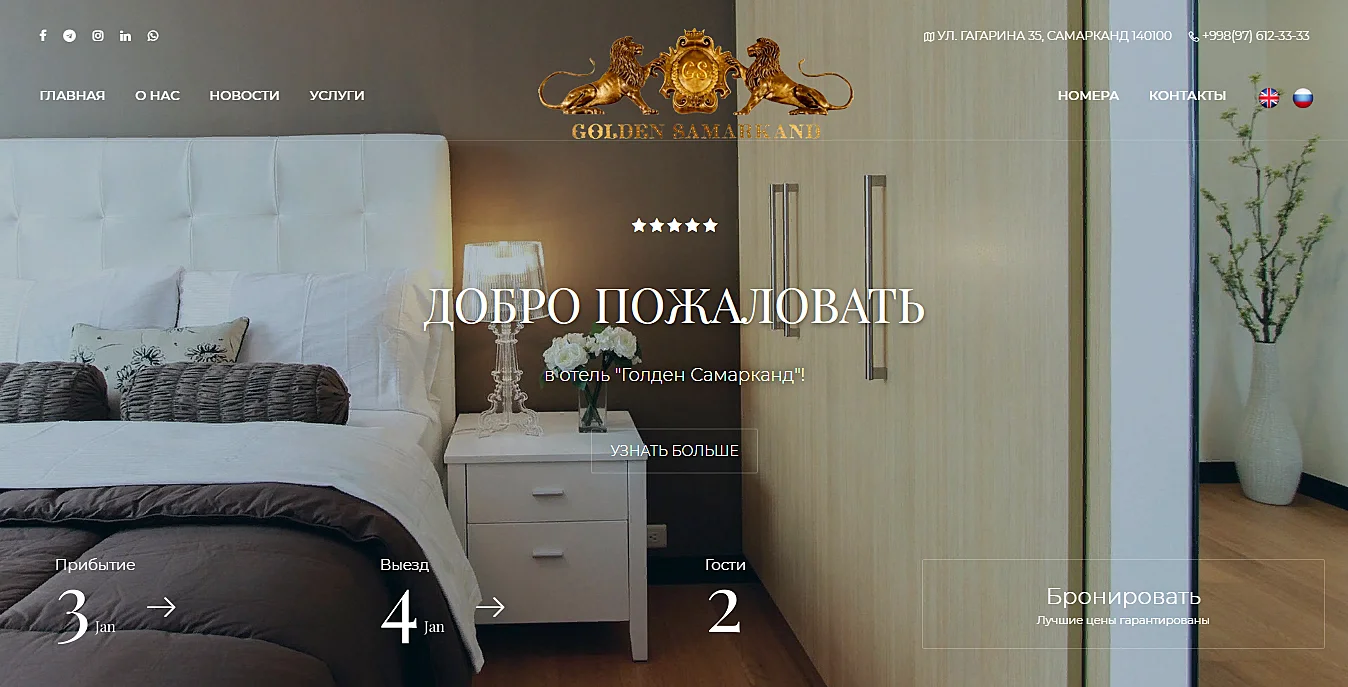 УЛ. ГАГАРИНА 35, САМАРКАНД 140100
+998(97) 612-33-33
ГЛАВНАЯ
О НАС
НОВОСТИ
УСЛУГИ
GS
GOLDEN SAMARKAND
НОМЕРА
КОНТАКТЫ
ДОБРО ПОЖАЛОВАТЬ
в отель "Голден Самарканд"!
УЗНАТЬ БОЛЬШЕ
Прибытие
3 Jan
Выезд
4 Jan
Гости
2
Бронировать
Лучшие цены гарантированы